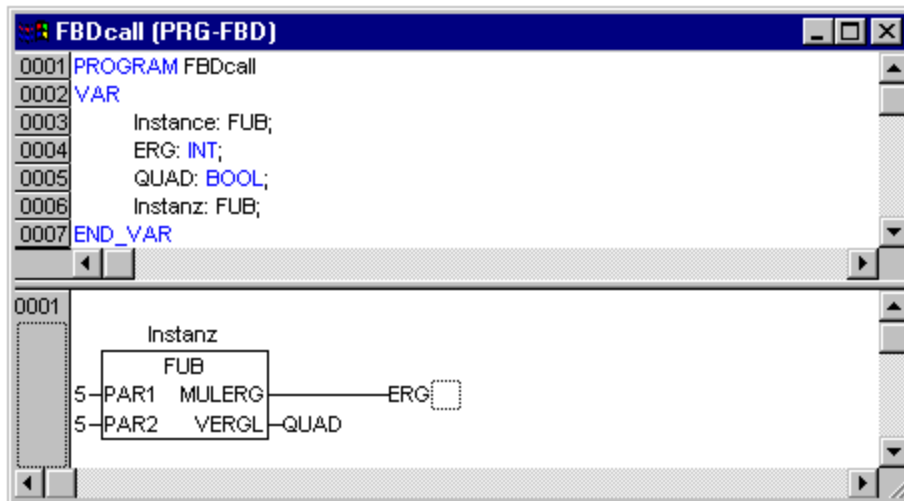 FBDcall (PRG-FBD)
0001 PROGRAM FBDcall
0002 VAR
0003 Instance: FUB;
0004 ERG: INT;
0005 QUAD: BOOL;
0006 Instanz: FUB;
0007 END_VAR
0001
Instanz
FUB
5 PAR1 MULERG ERG
5 PAR2 VERGL QUAD